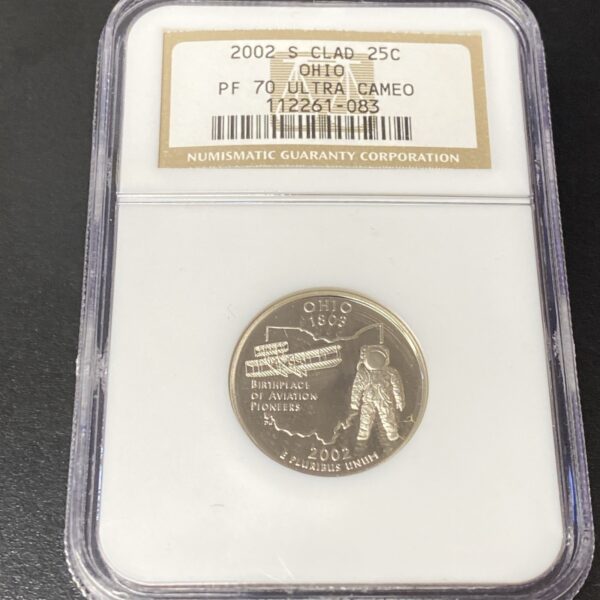 2002 S CLAD 25C
OHIO
PF 70 ULTRA CAMEO
112261-083
NUMISMATIC GUARANTY CORPORATION
OHIO
1803
BIRTHPLACE
OF AVIATION
PIONEERS
2002
E PLURIBUS UNUM